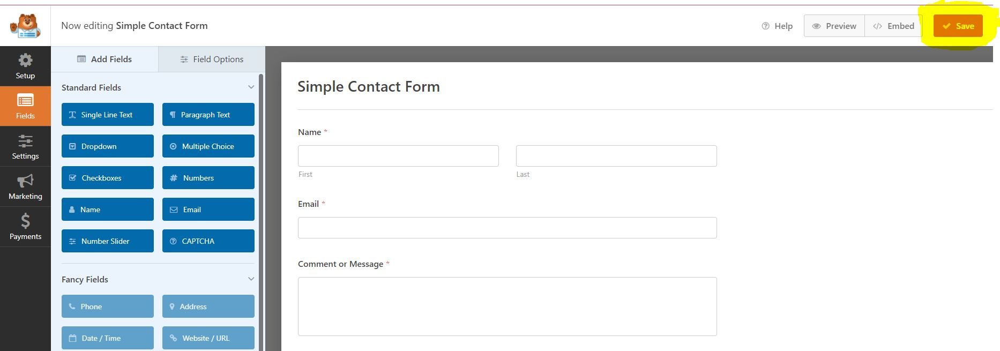 Now editing Simple Contact Form
Help
Preview
Embed
Save
Setup
Fields
Settings
Marketing
Payments
Add Fields
Field Options
Standard Fields
Single Line Text
Paragraph Text
Dropdown
Multiple Choice
Checkboxes
Numbers
Name
Email
Number Slider
CAPTCHA
Fancy Fields
Phone
Address
Date / Time
Website / URL
Simple Contact Form
Name *
First
Last
Email *
Comment or Message *